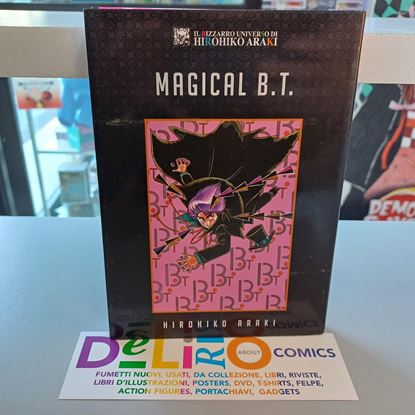 IL BIZZARRO UNIVERSO DI
HIROHIKO ARAKI
MAGICAL B.T.
HIROHIKO ARAKI
DEMO
DELIRIO
ABOUT
COMICS
FUMETTI NUOVI, USATI, DA COLLEZIONE, LIBRI, RIVISTE,
LIBRI D'ILLUSTRAZIONI, POSTERS, DVD, T-SHIRTS, FELPE,
ACTION FIGURES, PORTACHIAVI, GADGETS